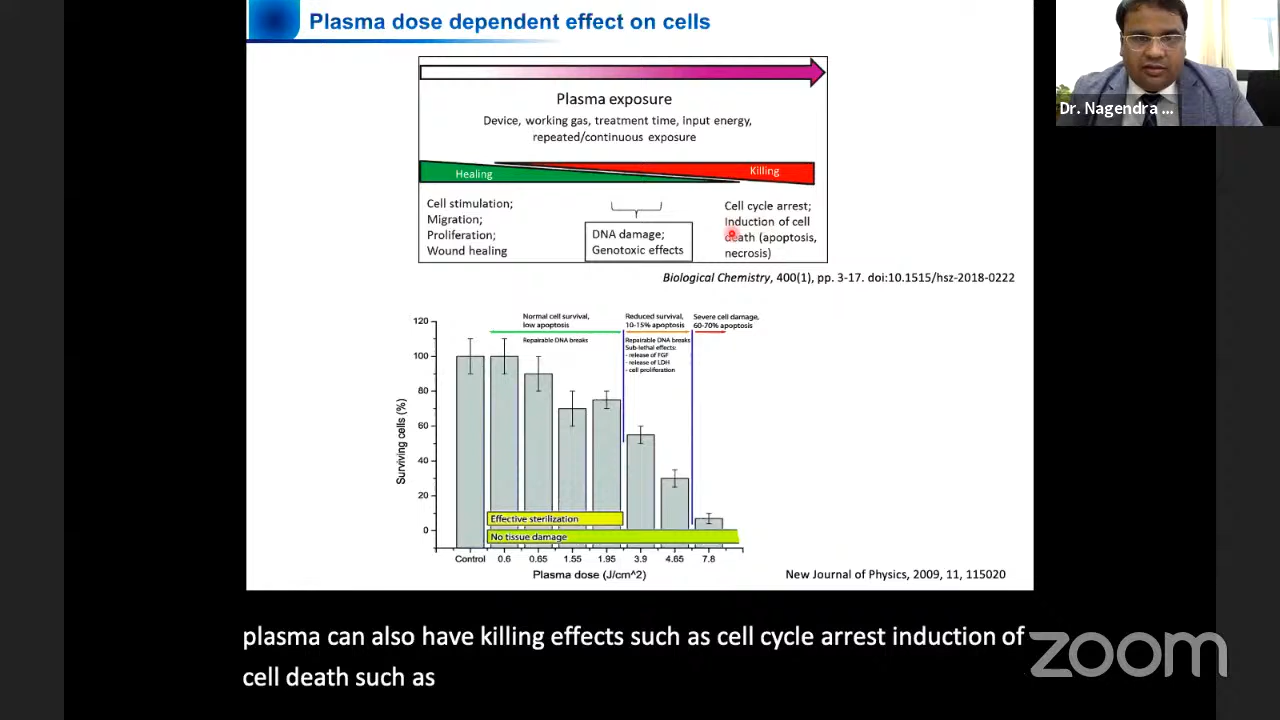 Plasma dose dependent effect on cells
Dr. Nagendra ...
Plasma exposure
Device, working gas, treatment time, input energy,
repeated/continuous exposure
Healing
Killing
Cell stimulation;
Migration;
Proliferation;
Wound healing
DNA damage;
Genotoxic effects
Cell cycle arrest;
Induction of cell
death (apoptosis,
necrosis)
Biological Chemistry, 400(1), pp. 3-17. doi:10.1515/hsz-2018-0222
Normal cell survival,
low apoptosis
Repairable DNA breaks
Reduced survival,
10-15% apoptosis
Repairable DNA breaks
Sub-lethal effects:
- release of FGF
- release of LDH
- cell proliferation
Severe cell damage,
60-70% apoptosis
120
100
80
60
40
20
0
Surviving cells (%)
Effective sterilization
No tissue damage
Control 0.6 0.65 1.55 1.95 3.9 4.65 7.8
Plasma dose (J/cm^2)
New Journal of Physics, 2009, 11, 115020
plasma can also have killing effects such as cell cycle arrest induction of
cell death such as
zoom